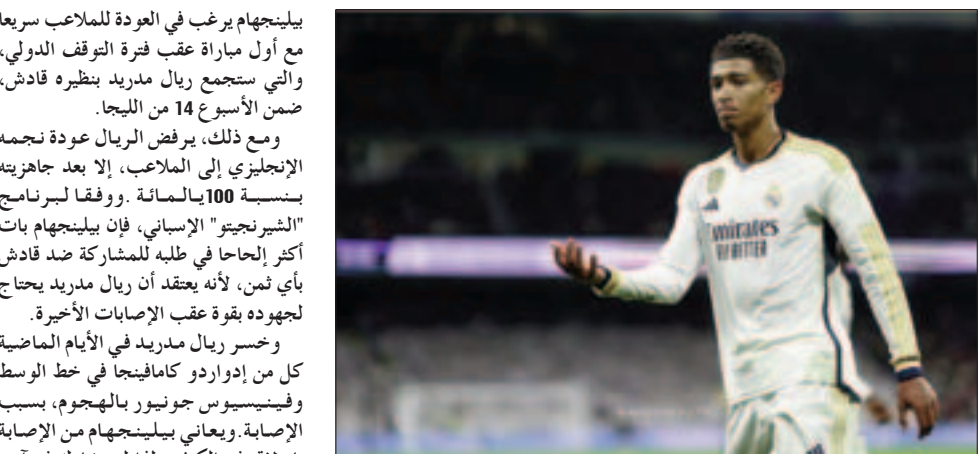 بيلينجهام يرغب في العودة للملاعب سريعا
مع أول مباراة عقب فترة التوقف الدولي،
والتي ستجمع ريال مدريد بنظيره قادش،
ضمن الأسبوع 14 من الليجا.
ومع ذلك، يرفض الريال عودة نجمه
الإنجليزي إلى الملاعب، إلا بعد جاهزيته
بنسبة 100يالمائة .ووفقا لبرنامج
"الشيرنجيتو" الإسباني، فإن بيلينجهام بات
أكثر إلحاحا في طلبه للمشاركة ضد قادش
بأي ثمن، لأنه يعتقد أن ريال مدريد يحتاج
لجهوده بقوة عقب الإصابات الأخيرة.
وخسر ريال مدريد في الأيام الماضية
كل من إدواردو كامافينجا في خط الوسط
وفينيسيوس جونيور بالهجوم، بسبب
الإصابة.ويعاني بيلينجهام من الإصابة
Emirates
FLY BETTER